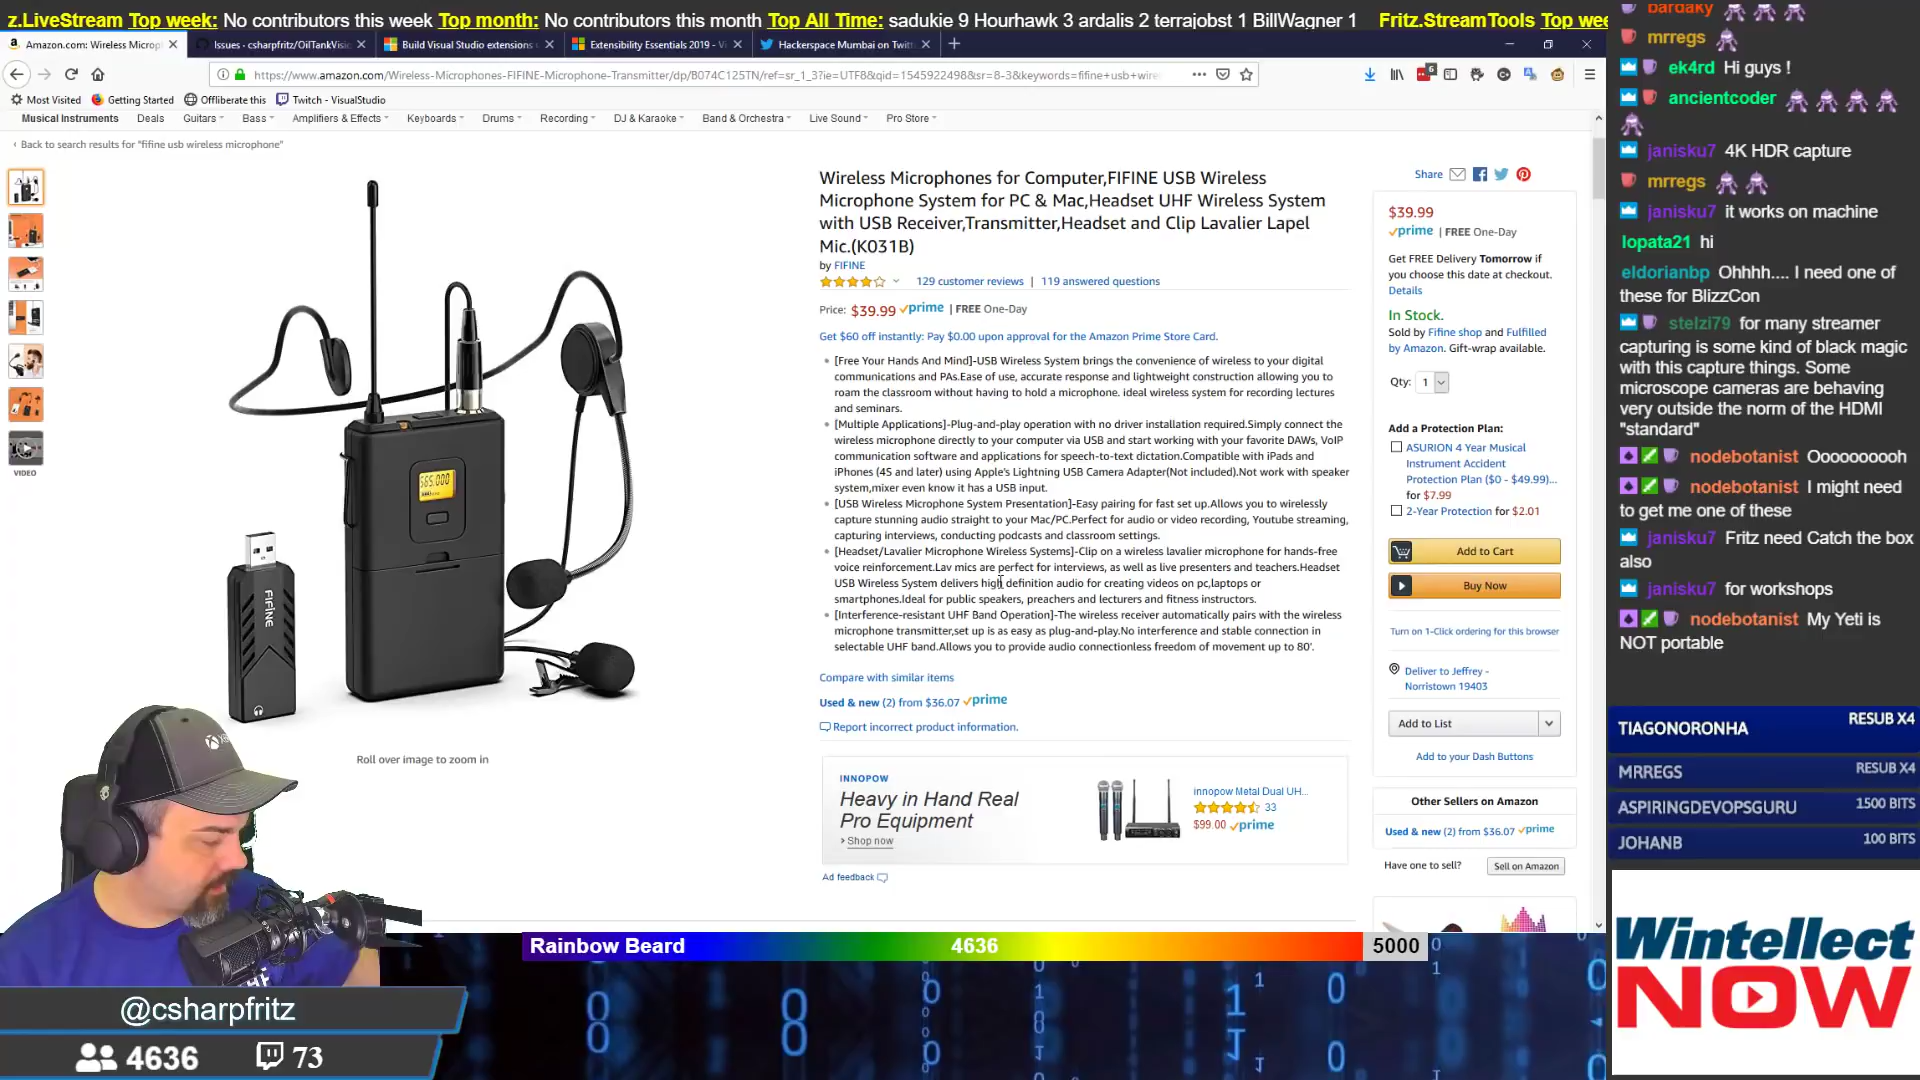 z.LiveStream Top week: No contributors this week Top month: No contributors this month Top All Time: sadukie 9 Hourhawk 3 ardalis 2 terrajobst 1 BillWagner 1 Fritz.StreamTools Top wee
Amazon.com: Wireless Microp
Issues · csharpfritz/OilTankVisi
Build Visual Studio extensions
Extensibility Essentials 2019 - Vi
Hackerspace Mumbai on Twitt
https://www.amazon.com/Wireless-Microphones-FIFINE-Microphone-Transmitter/dp/B074C125TN/ref=sr_1_3?ie=UTF8&qid=1545922498&sr=8-3&keywords=fifine+usb+wire
6
Most Visited Getting Started Offliberate this Twitch - VisualStudio
Musical Instruments Deals Guitars Bass Amplifiers & Effects Keyboards Drums Recording DJ & Karaoke Band & Orchestra Live Sound Pro Store
‹ Back to search results for "fifine usb wireless microphone"
VIDEO
565.000
FIFINE
Roll over image to zoom in
Wireless Microphones for Computer,FIFINE USB Wireless
Microphone System for PC & Mac,Headset UHF Wireless System
with USB Receiver,Transmitter,Headset and Clip Lavalier Lapel
Mic.(K031B)
by FIFINE
129 customer reviews | 119 answered questions
Price: $39.99 prime | FREE One-Day
Get $60 off instantly: Pay $0.00 upon approval for the Amazon Prime Store Card.
[Free Your Hands And Mind]-USB Wireless System brings the convenience of wireless to your digital
communications and PAs.Ease of use, accurate response and lightweight construction allowing you to
roam the classroom without having to hold a microphone. ideal wireless system for recording lectures
and seminars.
[Multiple Applications]-Plug-and-play operation with no driver installation required.Simply connect the
wireless microphone directly to your computer via USB and start working with your favorite DAWs, VoIP
communication software and applications for speech-to-text dictation.Compatible with iPads and
iPhones (4S and later) using Apple's Lightning USB Camera Adapter(Not included).Not work with speaker
system,mixer even know it has a USB input.
[USB Wireless Microphone System Presentation]-Easy pairing for fast set up.Allows you to wirelessly
capture stunning audio straight to your Mac/PC.Perfect for audio or video recording, Youtube streaming,
capturing interviews, conducting podcasts and classroom settings.
[Headset/Lavalier Microphone Wireless Systems]-Clip on a wireless lavalier microphone for hands-free
voice reinforcement.Lav mics are perfect for interviews, as well as live presenters and teachers.Headset
USB Wireless System delivers high definition audio for creating videos on pc,laptops or
smartphones.Ideal for public speakers, preachers and lecturers and fitness instructors.
[Interference-resistant UHF Band Operation]-The wireless receiver automatically pairs with the wireless
microphone transmitter,set up is as easy as plug-and-play.No interference and stable connection in
selectable UHF band.Allows you to provide audio connectionless freedom of movement up to 80'.
Compare with similar items
Used & new (2) from $36.07 prime
Report incorrect product information.
INNOPOW
Heavy in Hand Real
Pro Equipment
› Shop now
innopow Metal Dual UH...
33
$99.00 prime
Ad feedback
Share
$39.99
prime | FREE One-Day
Get FREE Delivery Tomorrow if
you choose this date at checkout.
Details
In Stock.
Sold by Fifine shop and Fulfilled
by Amazon. Gift-wrap available.
Qty: 1
Add a Protection Plan:
ASURION 4 Year Musical
Instrument Accident
Protection Plan ($0 - $49.99)...
for $7.99
2-Year Protection for $2.01
Add to Cart
Buy Now
Turn on 1-Click ordering for this browser
Deliver to Jeffrey -
Norristown 19403
Add to List
Add to your Dash Buttons
Other Sellers on Amazon
Used & new (2) from $36.07 prime
Have one to sell? Sell on Amazon
bardaky
mrregs
ek4rd Hi guys !
ancientcoder
janisku7 4K HDR capture
mrregs
janisku7 it works on machine
lopata21 hi
eldorianbp Ohhhh.... I need one of
these for BlizzCon
stelzi79 for many streamer
capturing is some kind of black magic
with this capture things. Some
microscope cameras are behaving
very outside the norm of the HDMI
"standard"
nodebotanist Ooooooooh
nodebotanist I might need
to get me one of these
janisku7 Fritz need Catch the box
also
janisku7 for workshops
nodebotanist My Yeti is
NOT portable
TIAGONORONHA RESUB X4
MRREGS RESUB X4
ASPIRINGDEVOPSGURU 1500 BITS
JOHANB 100 BITS
Wintellect
NOW
Rainbow Beard 4636 5000
@csharpfritz
4636 73